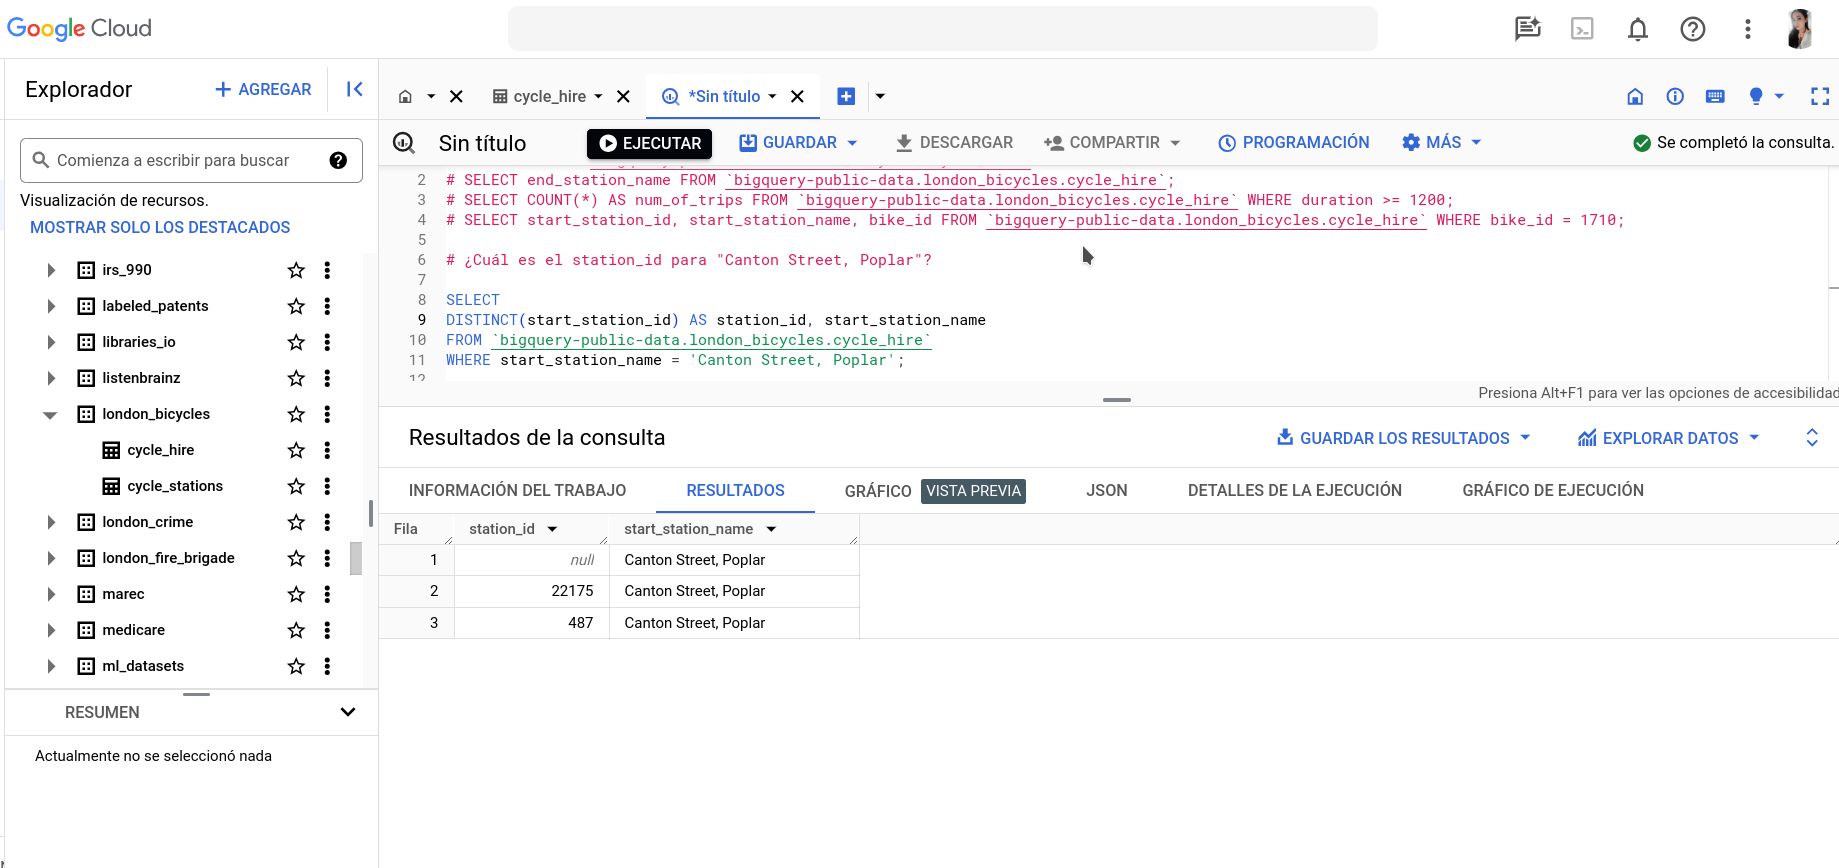 Google Cloud
Explorador
AGREGAR
Comienza a escribir para buscar
Visualización de recursos.
MOSTRAR SOLO LOS DESTACADOS
irs_990
labeled_patents
libraries_io
listenbrainz
london_bicycles
cycle_hire
cycle_stations
london_crime
london_fire_brigade
marec
medicare
ml_datasets
RESUMEN
Actualmente no se seleccionó nada
cycle_hire
*Sin título
Sin título
EJECUTAR
GUARDAR
DESCARGAR
COMPARTIR
PROGRAMACIÓN
MÁS
Se completó la consulta.
2 # SELECT end_station_name FROM `bigquery-public-data.london_bicycles.cycle_hire`;
3 # SELECT COUNT(*) AS num_of_trips FROM `bigquery-public-data.london_bicycles.cycle_hire` WHERE duration >= 1200;
4 # SELECT start_station_id, start_station_name, bike_id FROM `bigquery-public-data.london_bicycles.cycle_hire` WHERE bike_id = 1710;
5
6 # ¿Cuál es el station_id para "Canton Street, Poplar"?
7
8 SELECT
9 DISTINCT(start_station_id) AS station_id, start_station_name
10 FROM `bigquery-public-data.london_bicycles.cycle_hire`
11 WHERE start_station_name = 'Canton Street, Poplar';
12
Presiona Alt+F1 para ver las opciones de accesibilidad
Resultados de la consulta
GUARDAR LOS RESULTADOS
EXPLORAR DATOS
INFORMACIÓN DEL TRABAJO
RESULTADOS
GRÁFICO
VISTA PREVIA
JSON
DETALLES DE LA EJECUCIÓN
GRÁFICO DE EJECUCIÓN
Fila station_id start_station_name
1 null Canton Street, Poplar
2 22175 Canton Street, Poplar
3 487 Canton Street, Poplar